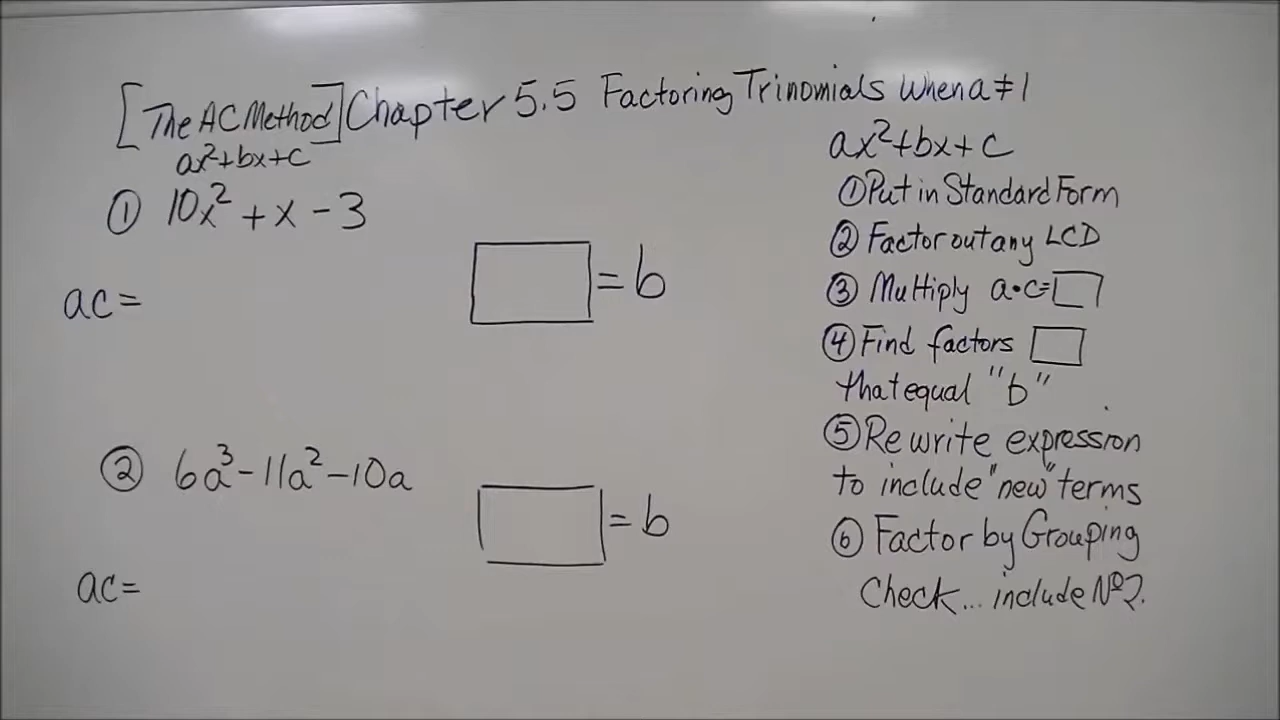 [The AC Method] Chapter 5.5 Factoring Trinomials when a ≠ 1
ax²+bx+c
① 10x² + x - 3
ac =
□ = b
② 6a³ - 11a² - 10a
□ = b
ac =
ax²+bx+c
① Put in Standard Form
② Factor out any LCD
③ Multiply a•c=□
④ Find factors □
that equal "b"
⑤ Rewrite expression
to include "new" terms
⑥ Factor by Grouping
Check... include Nº2.